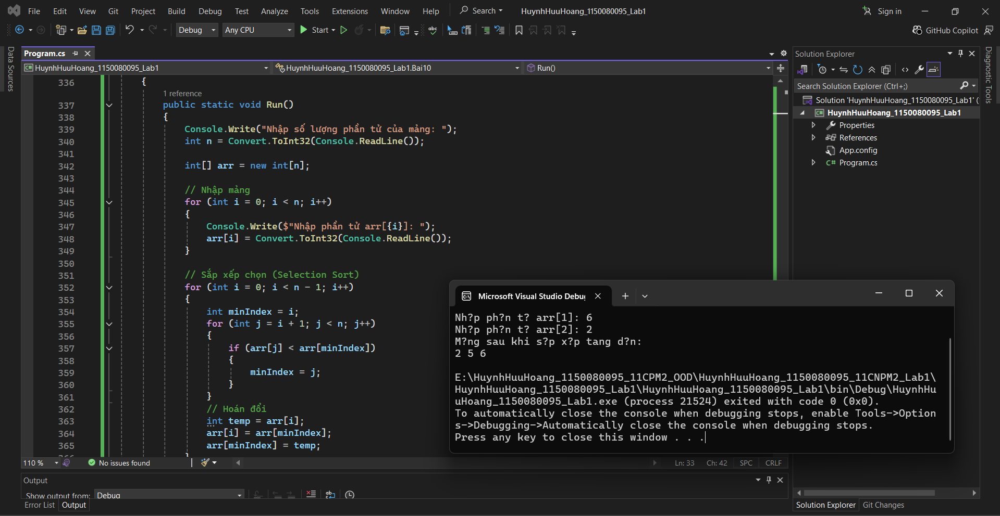 File Edit View Git Project Build Debug Test Analyze Tools Extensions Window Help Search HuynhHuuHoang_1150080095_Lab1 Sign in
Debug Any CPU Start GitHub Copilot
Data Sources
Program.cs
HuynhHuuHoang_1150080095_Lab1 HuynhHuuHoang_1150080095_Lab1.Bai10 Run()
336 {
1 reference
337 public static void Run()
338 {
339 Console.Write("Nhập số lượng phần tử của mảng: ");
340 int n = Convert.ToInt32(Console.ReadLine());
341
342 int[] arr = new int[n];
343
344 // Nhập mảng
345 for (int i = 0; i < n; i++)
346 {
347 Console.Write($"Nhập phần tử arr[{i}]: ");
348 arr[i] = Convert.ToInt32(Console.ReadLine());
349 }
350
351 // Sắp xếp chọn (Selection Sort)
352 for (int i = 0; i < n - 1; i++)
353 {
354 int minIndex = i;
355 for (int j = i + 1; j < n; j++)
356 {
357 if (arr[j] < arr[minIndex])
358 {
359 minIndex = j;
360 }
361 }
362 // Hoán đổi
363 int temp = arr[i];
364 arr[i] = arr[minIndex];
365 arr[minIndex] = temp;
110 % No issues found Ln: 33 Ch: 42 SPC CRLF
Output
Show output from: Debug
Error List Output
Microsoft Visual Studio Debug
Nh?p ph?n t? arr[1]: 6
Nh?p ph?n t? arr[2]: 2
M?ng sau khi s?p x?p tang d?n:
2 5 6
E:\HuynhHuuHoang_1150080095_11CPM2_OOD\HuynhHuuHoang_1150080095_11CNPM2_Lab1\
HuynhHuuHoang_1150080095_Lab1\HuynhHuuHoang_1150080095_Lab1\bin\Debug\HuynhHu
uHoang_1150080095_Lab1.exe (process 21524) exited with code 0 (0x0).
To automatically close the console when debugging stops, enable Tools->Option
s->Debugging->Automatically close the console when debugging stops.
Press any key to close this window . . .
Solution Explorer
Search Solution Explorer (Ctrl+;)
Solution 'HuynhHuuHoang_1150080095_Lab1' (
HuynhHuuHoang_1150080095_Lab1
Properties
References
App.config
C# Program.cs
Solution Explorer Git Changes
Diagnostic Tools